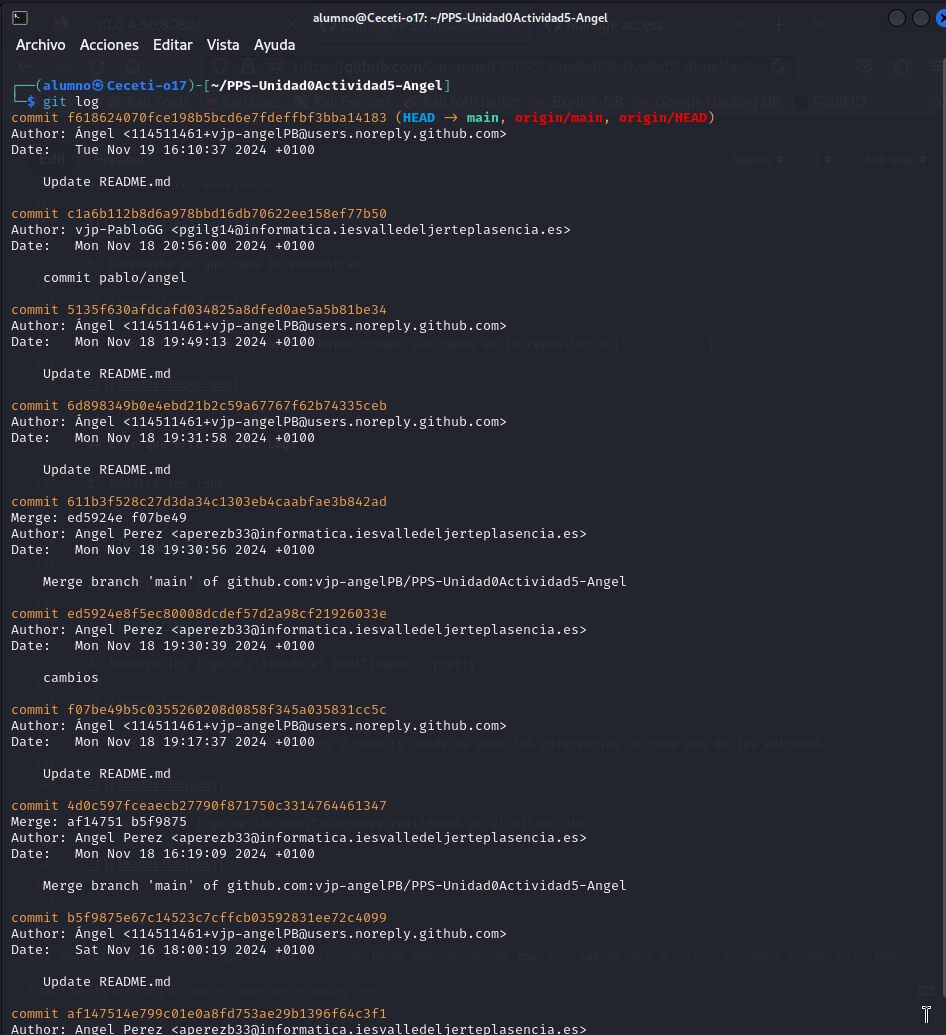 alumno@Ceceti-o17: ~/PPS-Unidad0Actividad5-Angel
Archivo Acciones Editar Vista Ayuda
┌──(alumno㉿Ceceti-o17)-[~/PPS-Unidad0Actividad5-Angel]
└─$ git log
commit f618624070fce198b5bcd6e7fdeffbf3bba14183 (HEAD -> main, origin/main, origin/HEAD)
Author: Ángel <114511461+vjp-angelPB@users.noreply.github.com>
Date: Tue Nov 19 16:10:37 2024 +0100
Update README.md
commit c1a6b112b8d6a978bbd16db70622ee158ef77b50
Author: vjp-PabloGG <pgilg14@informatica.iesvalledeljerteplasencia.es>
Date: Mon Nov 18 20:56:00 2024 +0100
commit pablo/angel
commit 5135f630afdcafd034825a8dfed0ae5a5b81be34
Author: Ángel <114511461+vjp-angelPB@users.noreply.github.com>
Date: Mon Nov 18 19:49:13 2024 +0100
Update README.md
commit 6d898349b0e4ebd21b2c59a67767f62b74335ceb
Author: Ángel <114511461+vjp-angelPB@users.noreply.github.com>
Date: Mon Nov 18 19:31:58 2024 +0100
Update README.md
commit 611b3f528c27d3da34c1303eb4caabfae3b842ad
Merge: ed5924e f07be49
Author: Angel Perez <aperezb33@informatica.iesvalledeljerteplasencia.es>
Date: Mon Nov 18 19:30:56 2024 +0100
Merge branch 'main' of github.com:vjp-angelPB/PPS-Unidad0Actividad5-Angel
commit ed5924e8f5ec80008dcdef57d2a98cf21926033e
Author: Angel Perez <aperezb33@informatica.iesvalledeljerteplasencia.es>
Date: Mon Nov 18 19:30:39 2024 +0100
cambios
commit f07be49b5c0355260208d0858f345a035831cc5c
Author: Ángel <114511461+vjp-angelPB@users.noreply.github.com>
Date: Mon Nov 18 19:17:37 2024 +0100
Update README.md
commit 4d0c597fceaecb27790f871750c3314764461347
Merge: af14751 b5f9875
Author: Angel Perez <aperezb33@informatica.iesvalledeljerteplasencia.es>
Date: Mon Nov 18 16:19:09 2024 +0100
Merge branch 'main' of github.com:vjp-angelPB/PPS-Unidad0Actividad5-Angel
commit b5f9875e67c14523c7cffcb03592831ee72c4099
Author: Ángel <114511461+vjp-angelPB@users.noreply.github.com>
Date: Sat Nov 16 18:00:19 2024 +0100
Update README.md
commit af147514e799c01e0a8fd753ae29b1396f64c3f1
Author: Angel Perez <aperezb33@informatica.iesvalledeljerteplasencia.es>